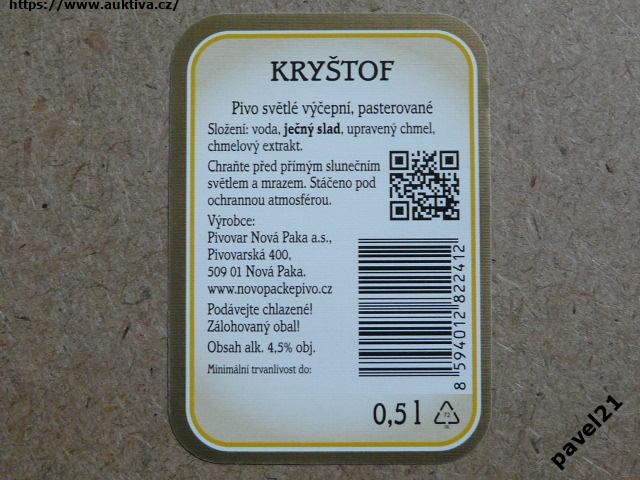 https://www.auktiva.cz/
KRYŠTOF
Pivo světlé výčepní, pasterované
Složení: voda, ječný slad, upravený chmel,
chmelový extrakt.
Chraňte před přímým slunečním
světlem a mrazem. Stáčeno pod
ochrannou atmosférou.
Výrobce:
Pivovar Nová Paka a.s.,
Pivovarská 400,
509 01 Nová Paka.
www.novopackepivo.cz
Podávejte chlazené!
Zálohovaný obal!
Obsah alk. 4,5% obj.
Minimální trvanlivost do:
8 594012 822412
0,5 l
72
pavel21